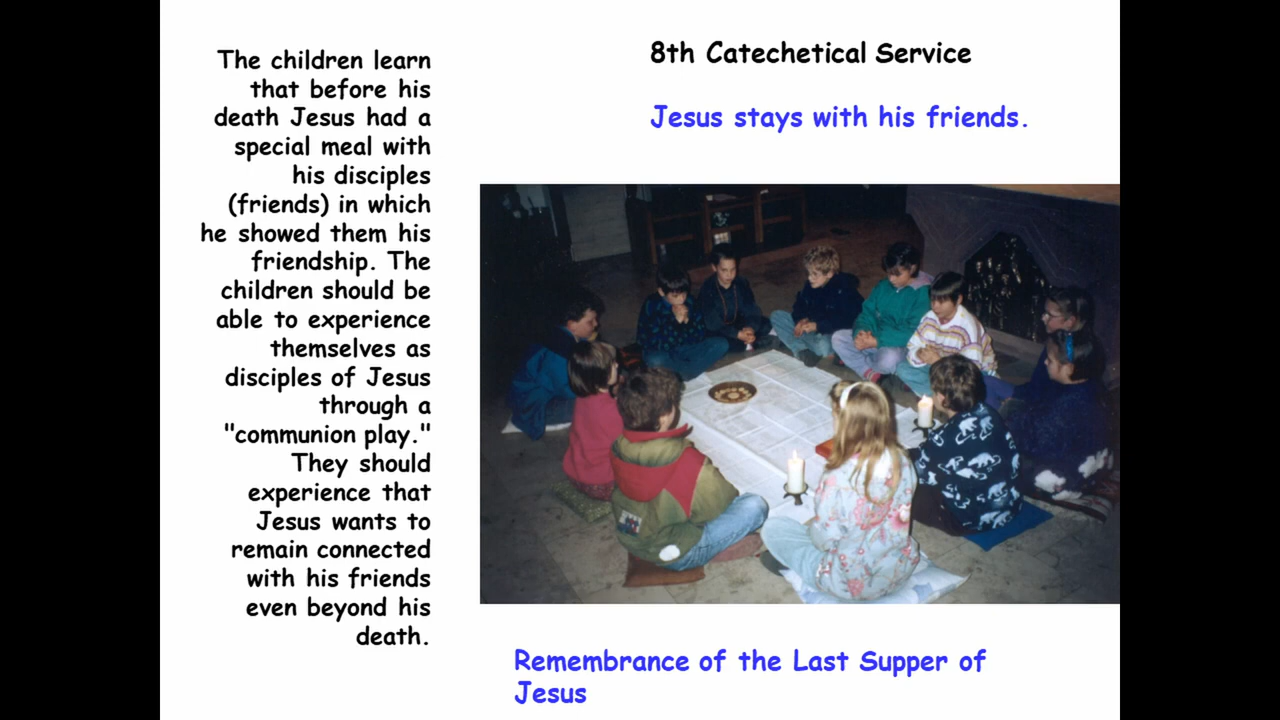 The children learn
that before his
death Jesus had a
special meal with
his disciples
(friends) in which
he showed them his
friendship. The
children should be
able to experience
themselves as
disciples of Jesus
through a
"communion play."
They should
experience that
Jesus wants to
remain connected
with his friends
even beyond his
death.
8th Catechetical Service
Jesus stays with his friends.
Remembrance of the Last Supper of
Jesus